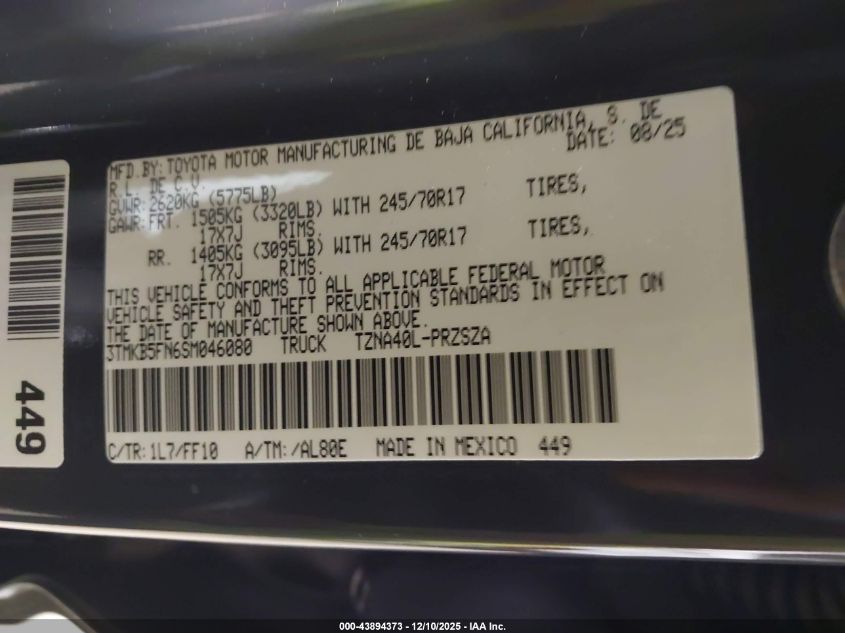 MFD.BY: TOYOTA MOTOR MANUFACTURING DE BAJA CALIFORNIA, S. DE
R.L. DE C.V. DATE: 08/25
GVWR: 2620KG (5775LB)
GAWR: FRT. 1505KG (3320LB) WITH 245/70R17 TIRES,
17X7J RIMS.
RR. 1405KG (3095LB) WITH 245/70R17 TIRES,
17X7J RIMS.
THIS VEHICLE CONFORMS TO ALL APPLICABLE FEDERAL MOTOR
VEHICLE SAFETY AND THEFT PREVENTION STANDARDS IN EFFECT ON
THE DATE OF MANUFACTURE SHOWN ABOVE.
3TMKB5FN6SM046080 TRUCK TZNA40L-PRZSZA
C/TR: 1L7/FF10 A/TM: /AL80E MADE IN MEXICO 449
449
000-43894373 - 12/10/2025 - IAA Inc.